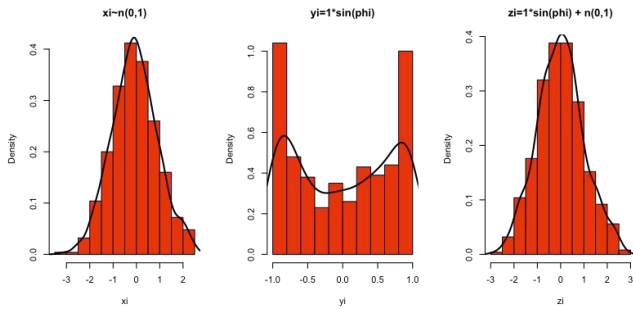 xi~n(0,1)
Density
0.0 0.1 0.2 0.3 0.4
-3 -2 -1 0 1 2
xi
yi=1*sin(phi)
Density
0.0 0.2 0.4 0.6 0.8 1.0
-1.0 -0.5 0.0 0.5 1.0
yi
zi=1*sin(phi) + n(0,1)
Density
0.0 0.1 0.2 0.3 0.4
-3 -2 -1 0 1 2 3
zi